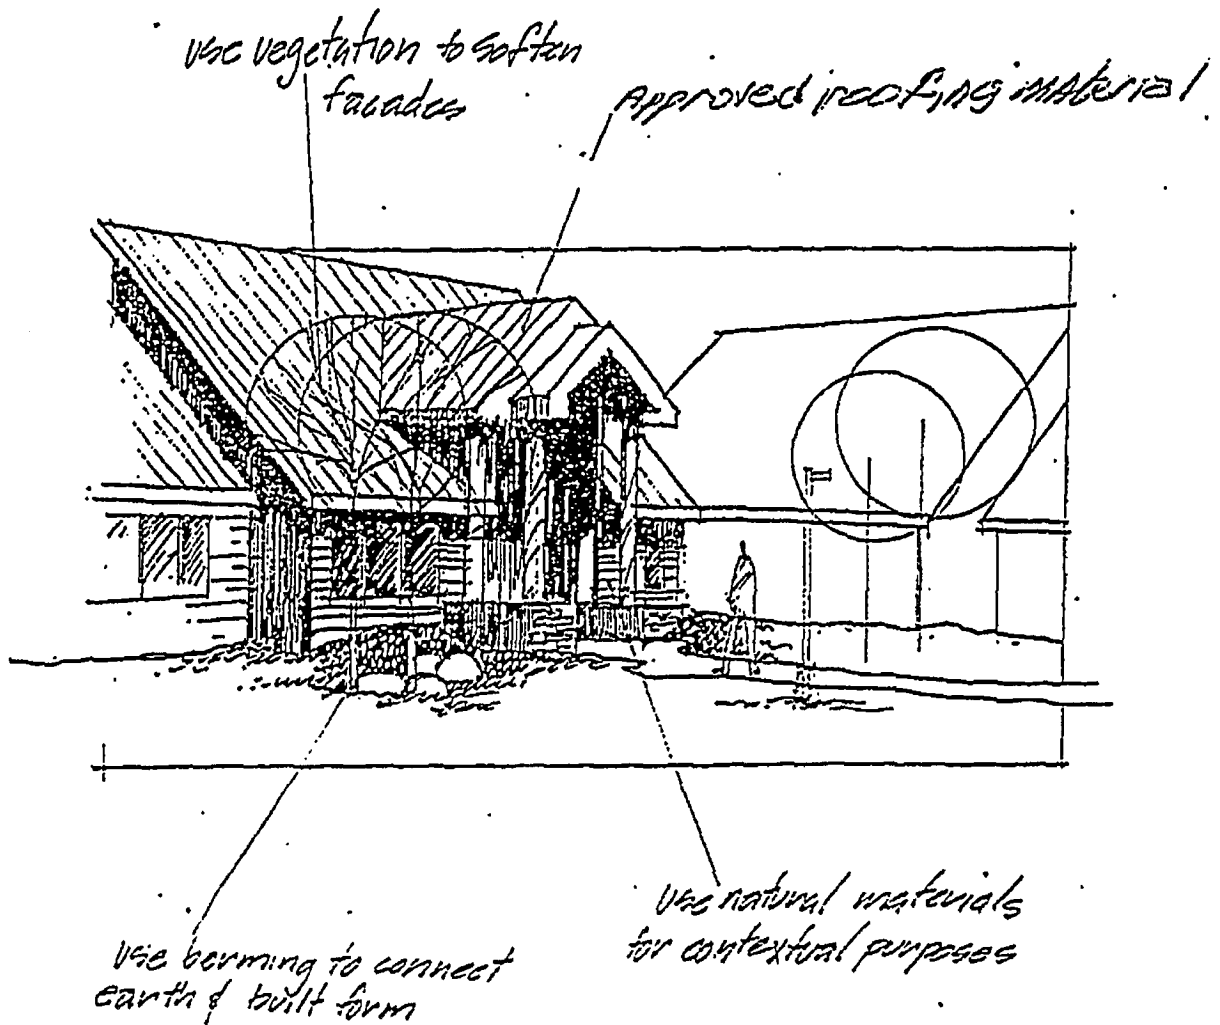 use vegetation to soften
facades
Approved roofing material
use berming to connect
earth & built form
use natural materials
for contextual purposes